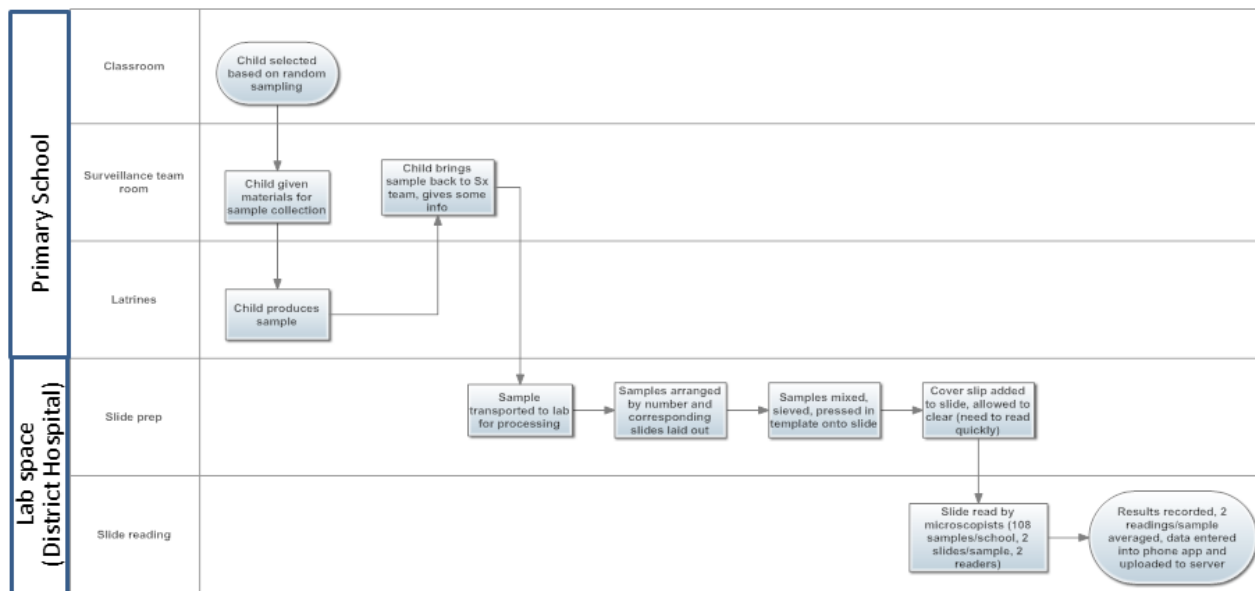 Primary School
Lab space
(District Hospital)
Classroom
Child selected
based on random
sampling
Surveillance team
room
Child given
materials for
sample collection
Child brings
sample back to Sx
team, gives some
info
Latrines
Child produces
sample
Slide prep
Sample
transported to lab
for processing
Samples arranged
by number and
corresponding
slides laid out
Samples mixed,
sieved, pressed in
template onto slide
Cover slip added
to slide, allowed to
clear (need to read
quickly)
Slide reading
Slide read by
microscopists (108
samples/school, 2
slides/sample, 2
readers)
Results recorded, 2
readings/sample
averaged, data entered
into phone app and
uploaded to server